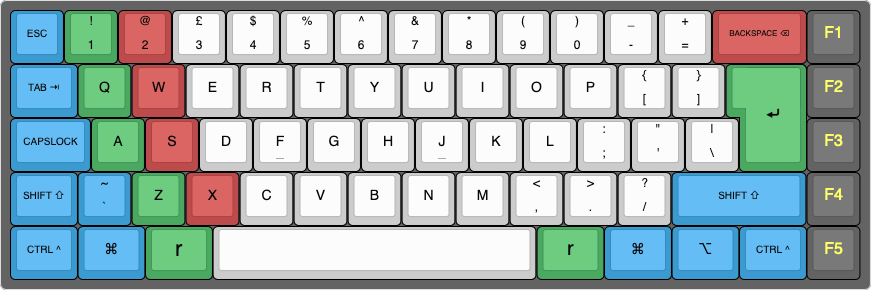 ESC ! 1 @ 2 £ 3 $ 4 % 5 ^ 6 & 7 * 8 ( 9 ) 0 _ - + = BACKSPACE ⌫ F1
TAB ⇥ Q W E R T Y U I O P { [ } ] ↵ F2
CAPSLOCK A S D F _ G H J _ K L : ; " ' | \ F3
SHIFT ⇧ ~ ` Z X C V B N M < , > . ? / SHIFT ⇧ F4
CTRL ^ ⌘ r r ⌘ ⌥ CTRL ^ F5